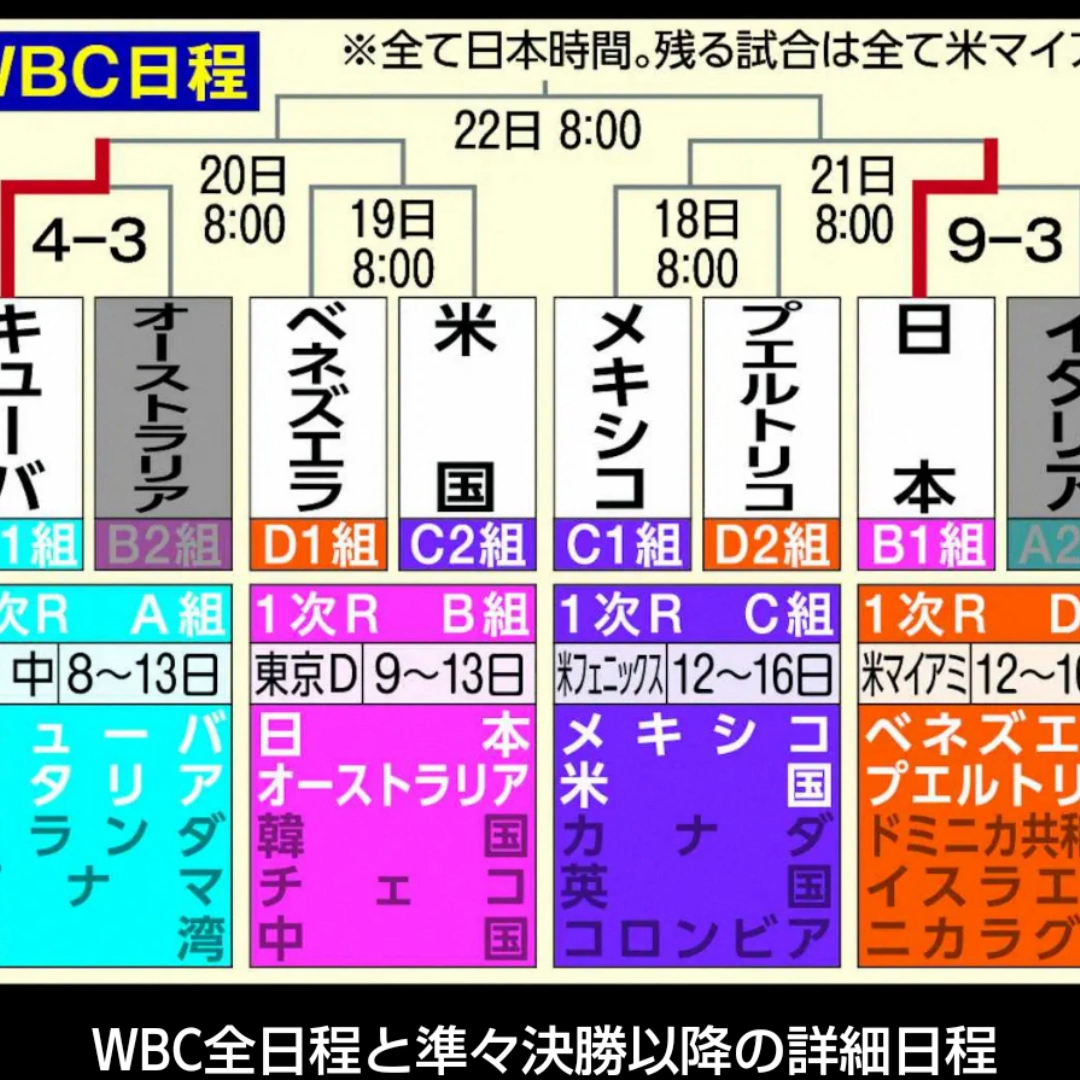 WBC日程
※全て日本時間。残る試合は全て米マイア
22日 8:00
20日
8:00
21日
8:00
4−3
19日
8:00
18日
8:00
9−3
キューバ
オーストラリア
ベネズエラ
米国
メキシコ
プエルトリコ
日本
イタリア
1組
B2組
D1組
C2組
C1組
D2組
B1組
A2
次R A組
1次R B組
1次R C組
1次R D
中 8〜13日
東京D 9〜13日
米フェニックス 12〜16日
米マイアミ 12〜1
ューバ
タリア
ランダ
ナマ
湾
日本
オーストラリア
韓国
チェコ
中国
メキシコ
米国
カナダ
英国
コロンビア
ベネズエ
プエルトリ
ドミニカ共和
イスラエ
ニカラグ
WBC全日程と準々決勝以降の詳細日程